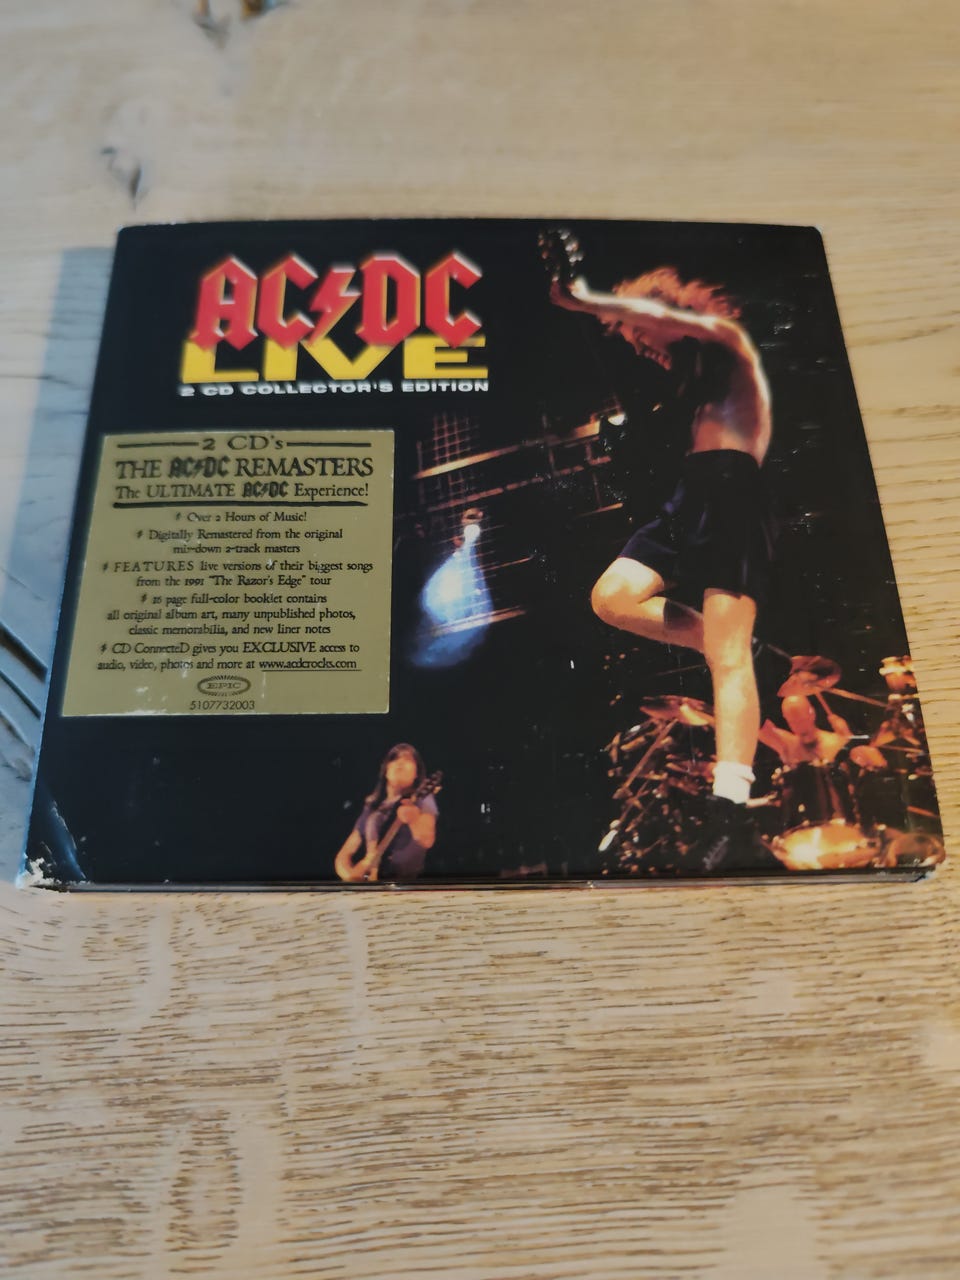 AC⚡DC
LIVE
2 CD COLLECTOR'S EDITION
2 CD's
THE AC⚡DC REMASTERS
The ULTIMATE AC⚡DC Experience!
Over 2 Hours of Music!
Digitally Remastered from the original
mix-down 2-track masters
FEATURES live versions of their biggest songs
from the 1991 "The Razor's Edge" tour
16 page full-color booklet contains
all original album art, many unpublished photos,
classic memorabilia, and new liner notes
CD ConnecteD gives you EXCLUSIVE access to
audio, video, photos and more at www.acdcrocks.com
EPIC
5107732003